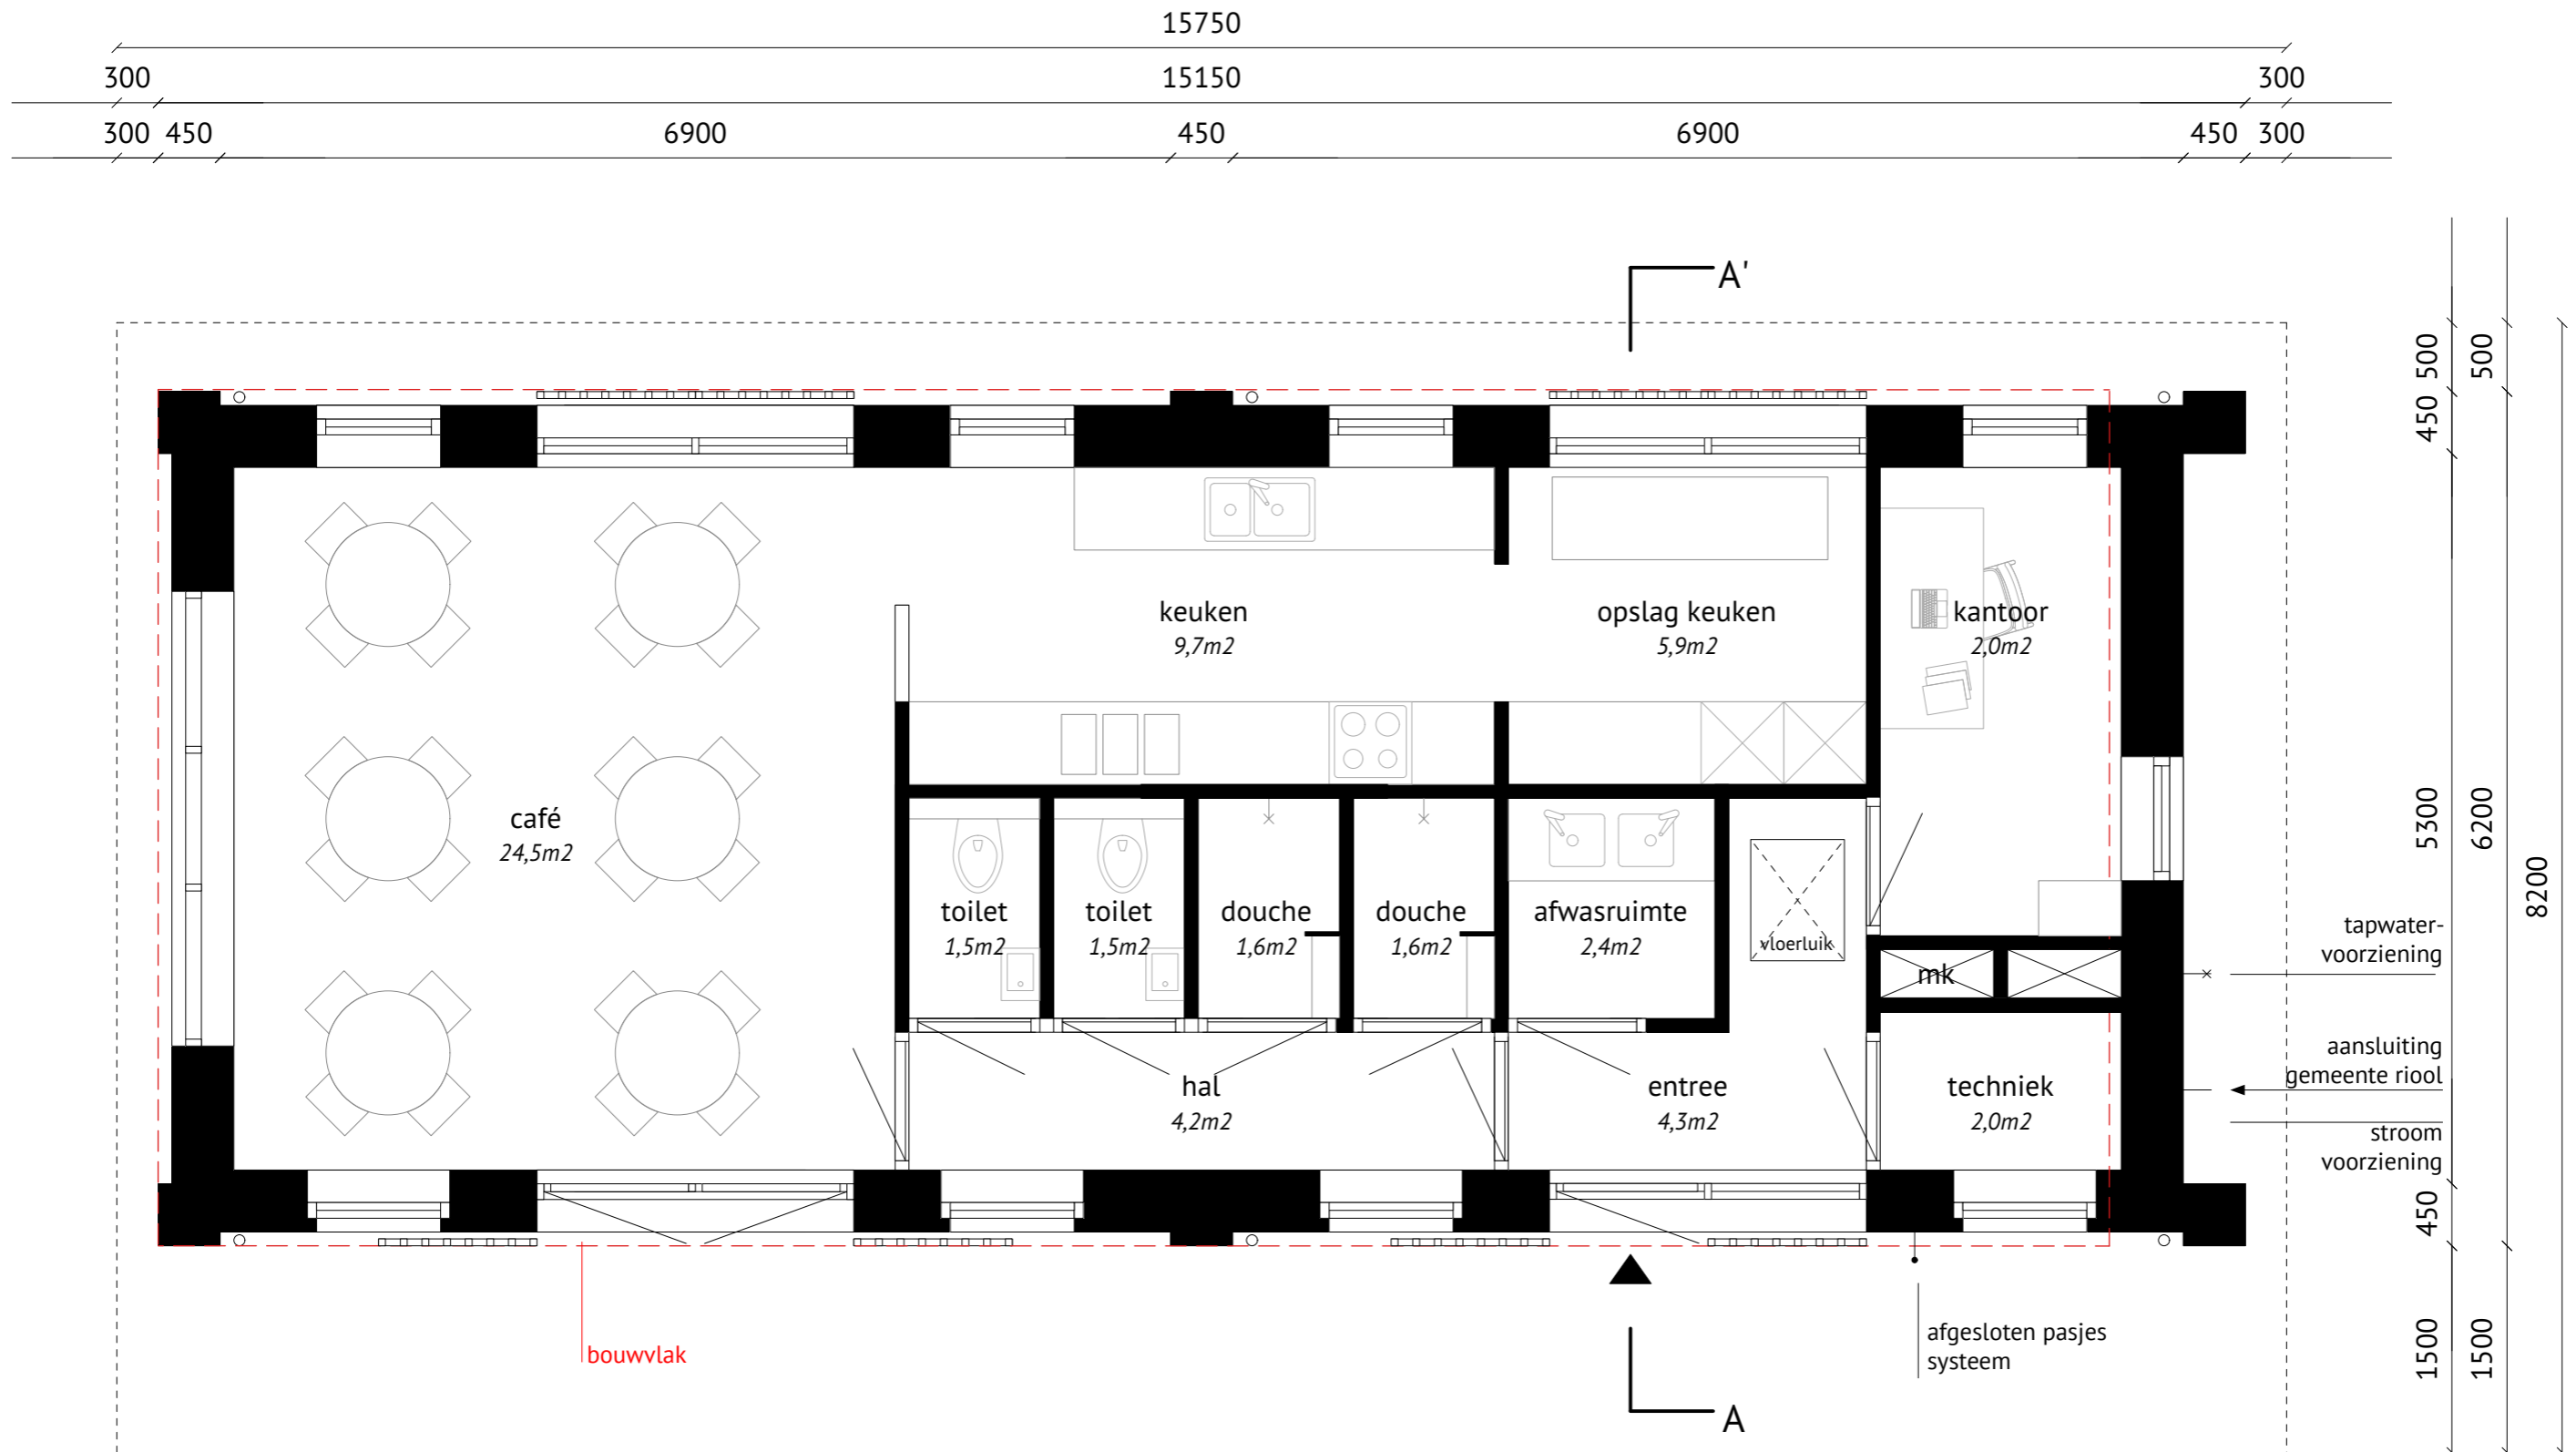 15750
300 15150 300
300 450 6900 450 6900 450 300
A'
500 500
450
keuken
9,7m2
opslag keuken
5,9m2
kantoor
2,0m2
café
24,5m2
5300 6200
8200
toilet
1,5m2
toilet
1,5m2
douche
1,6m2
douche
1,6m2
afwasruimte
2,4m2
vloerluik
mk
tapwater-
voorziening
hal
4,2m2
entree
4,3m2
techniek
2,0m2
aansluiting
gemeente riool
stroom
voorziening
450
bouwvlak
afgesloten pasjes
systeem
1500 1500
A